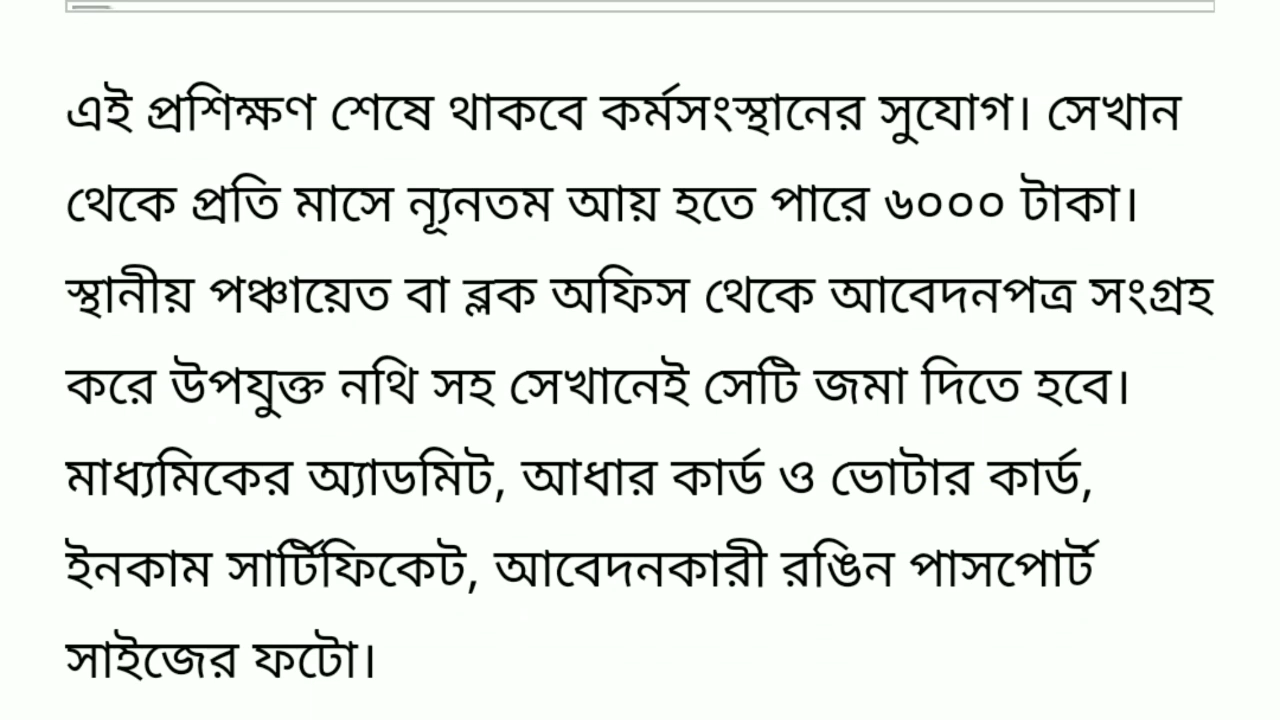 এই প্রশিক্ষণ শেষে থাকবে কর্মসংস্থানের সুযোগ। সেখান
থেকে প্রতি মাসে ন্যূনতম আয় হতে পারে ৬০০০ টাকা।
স্থানীয় পঞ্চায়েত বা ব্লক অফিস থেকে আবেদনপত্র সংগ্রহ
করে উপযুক্ত নথি সহ সেখানেই সেটি জমা দিতে হবে।
মাধ্যমিকের অ্যাডমিট, আধার কার্ড ও ভোটার কার্ড,
ইনকাম সার্টিফিকেট, আবেদনকারী রঙিন পাসপোর্ট
সাইজের ফটো।